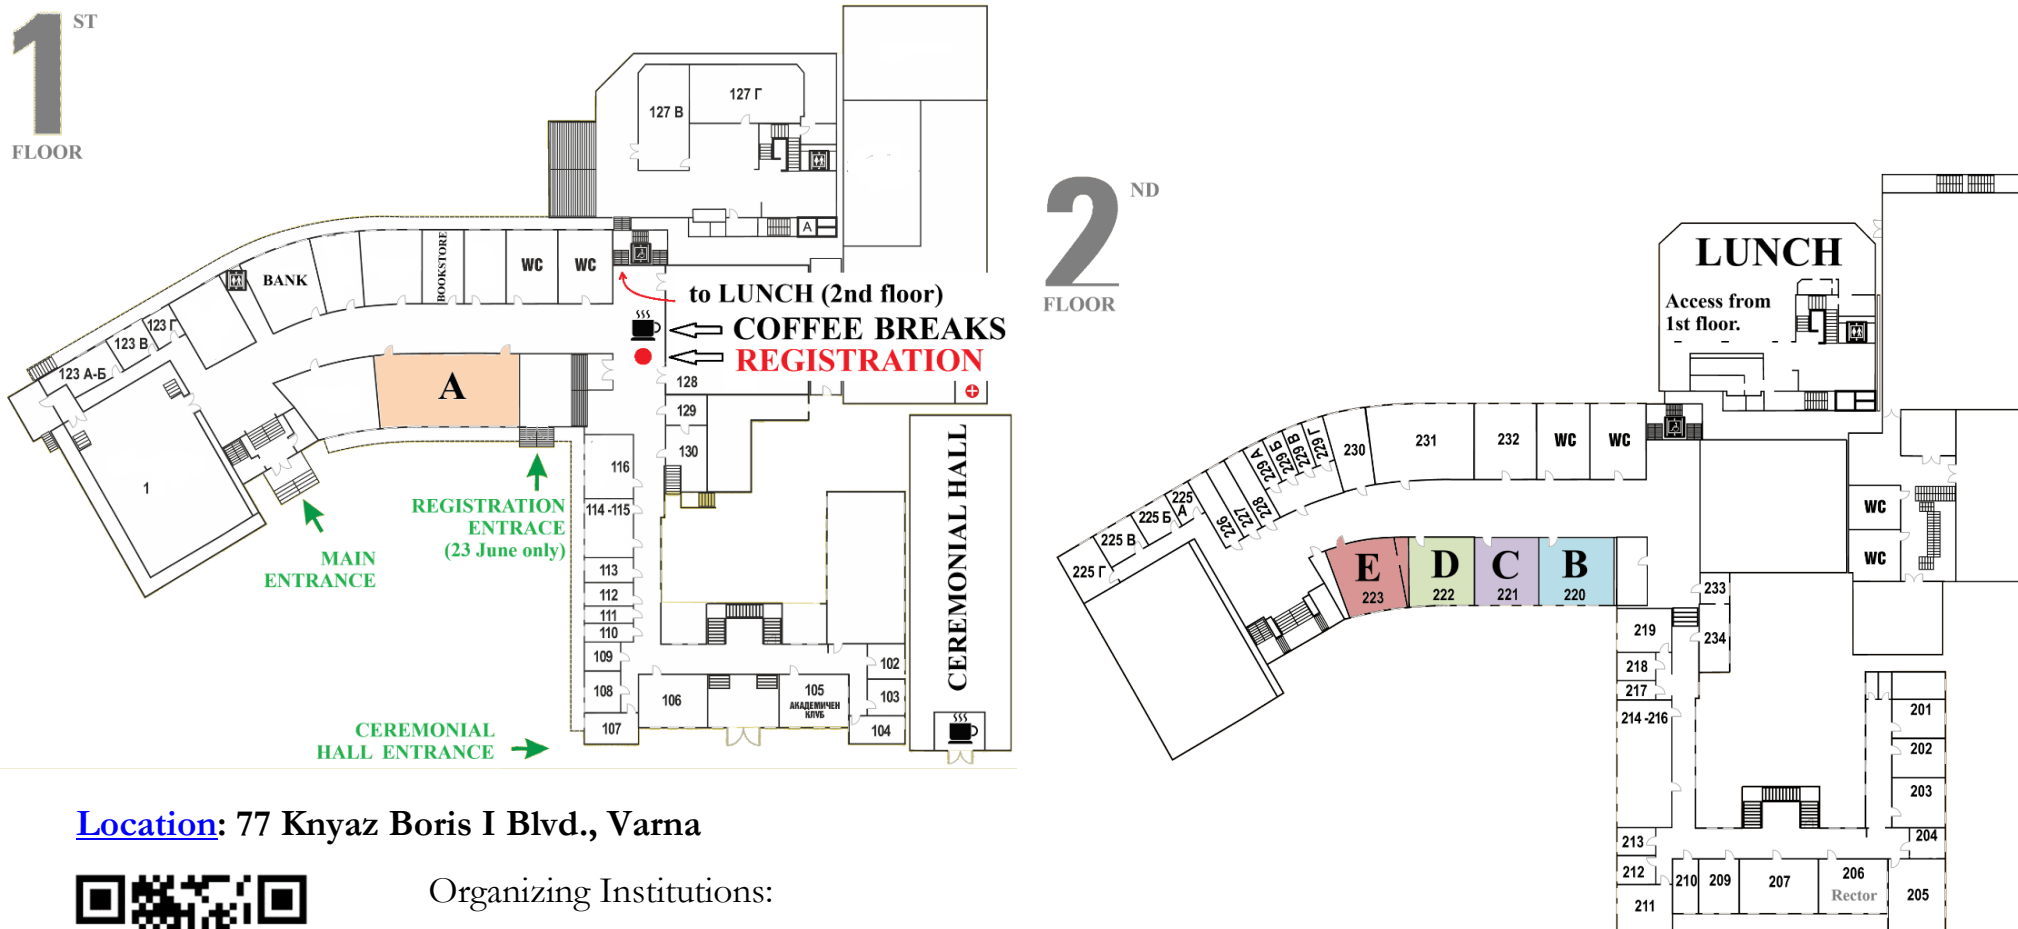 1 ST
FLOOR
127 В
127 Г
A
BANK
BOOKSTORE
WC
WC
123 Г
123 В
123 А-Б
to LUNCH (2nd floor)
COFFEE BREAKS
REGISTRATION
A
128
129
130
1
116
REGISTRATION
ENTRACE
(23 June only)
MAIN
ENTRANCE
114 -115
113
112
111
110
109
108
107
106
105
АКАДЕМИЧЕН
КЛУБ
102
103
104
CEREMONIAL HALL
CEREMONIAL
HALL ENTRANCE
Location: 77 Knyaz Boris I Blvd., Varna
Organizing Institutions:
2 ND
FLOOR
LUNCH
Access from
1st floor.
225 Г
225 В
225 Б
225
А
226
227
228
229 А
229 Б
229 В
229 Г
230
231
232
WC
WC
WC
WC
E
223
D
222
C
221
B
220
233
234
219
218
217
214 -216
213
212
211
210
209
207
206
Rector
205
204
203
202
201